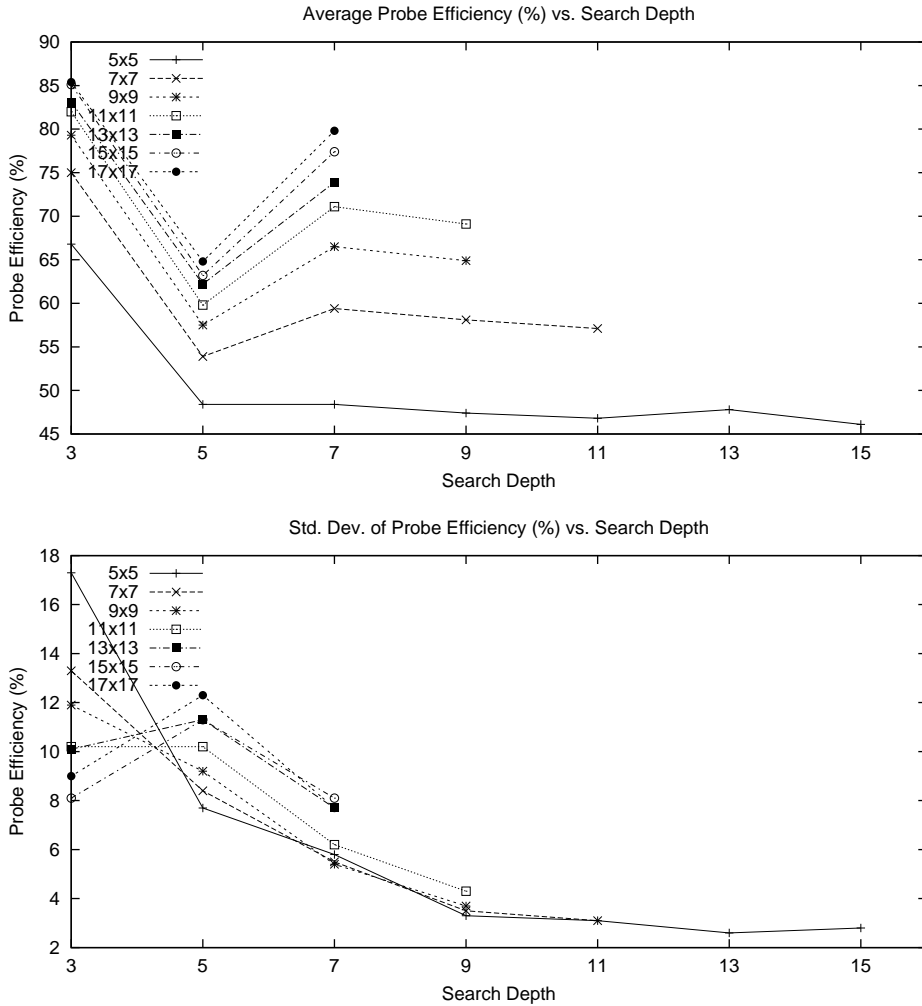 Average Probe Efficiency (%) vs. Search Depth
90
85
80
75
70
65
60
55
50
45
Probe Efficiency (%)
5x5
7x7
9x9
11x11
13x13
15x15
17x17
3 5 7 9 11 13 15
Search Depth
Std. Dev. of Probe Efficiency (%) vs. Search Depth
18
16
14
12
10
8
6
4
2
Probe Efficiency (%)
5x5
7x7
9x9
11x11
13x13
15x15
17x17
3 5 7 9 11 13 15
Search Depth